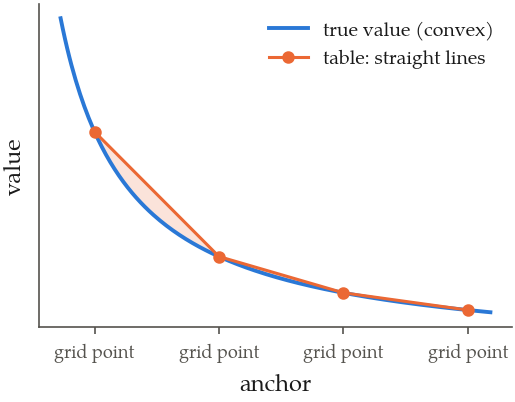 true value (convex)
table: straight lines
value
grid point grid point grid point grid point
anchor